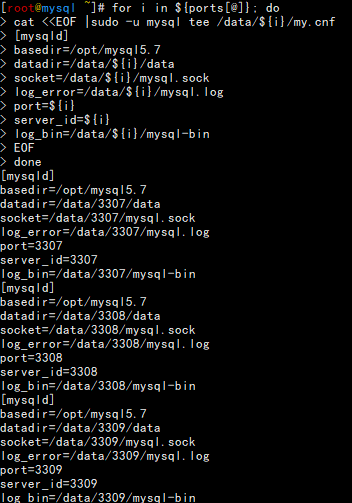 [root@mysql ~]# for i in ${ports[@]}; do
> cat <<EOF |sudo -u mysql tee /data/${i}/my.cnf
> [mysqld]
> basedir=/opt/mysql5.7
> datadir=/data/${i}/data
> socket=/data/${i}/mysql.sock
> log_error=/data/${i}/mysql.log
> port=${i}
> server_id=${i}
> log_bin=/data/${i}/mysql-bin
> EOF
> done
[mysqld]
basedir=/opt/mysql5.7
datadir=/data/3307/data
socket=/data/3307/mysql.sock
log_error=/data/3307/mysql.log
port=3307
server_id=3307
log_bin=/data/3307/mysql-bin
[mysqld]
basedir=/opt/mysql5.7
datadir=/data/3308/data
socket=/data/3308/mysql.sock
log_error=/data/3308/mysql.log
port=3308
server_id=3308
log_bin=/data/3308/mysql-bin
[mysqld]
basedir=/opt/mysql5.7
datadir=/data/3309/data
socket=/data/3309/mysql.sock
log_error=/data/3309/mysql.log
port=3309
server_id=3309
log_bin=/data/3309/mysql-bin